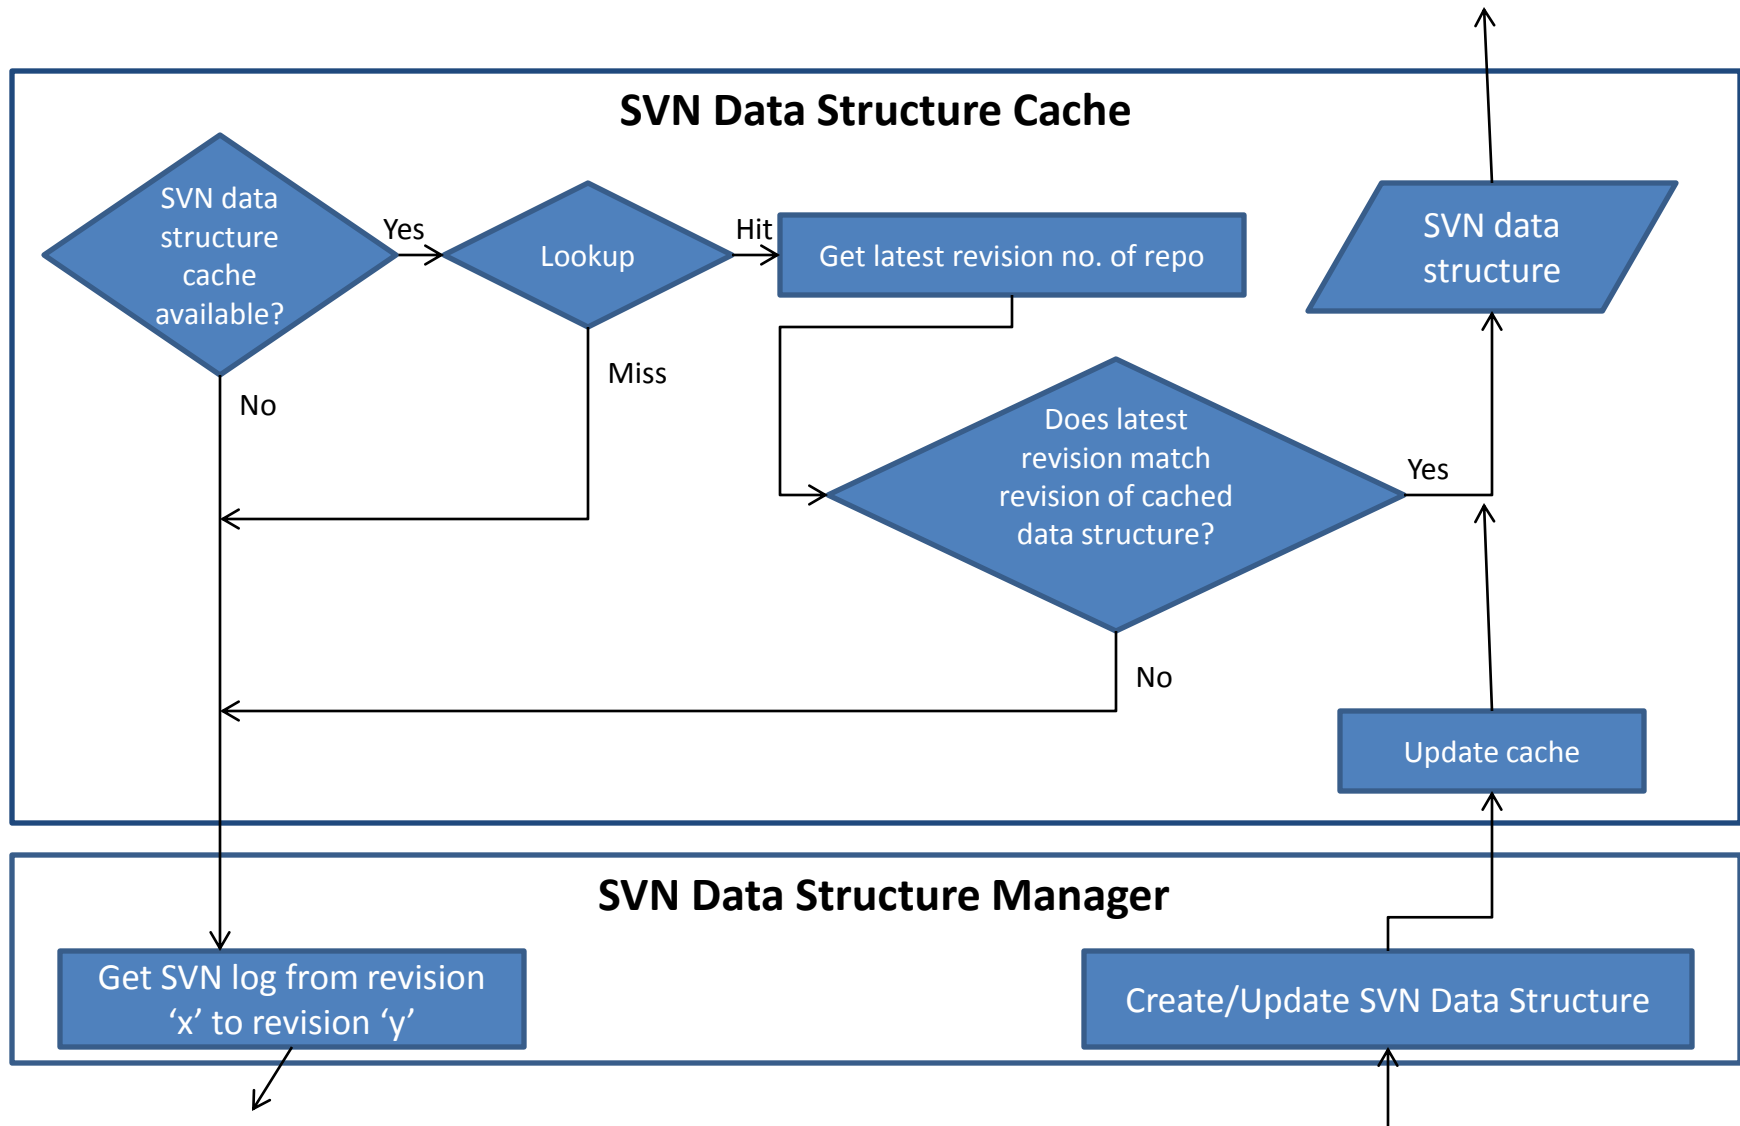 SVN Data Structure Cache
SVN data
structure
cache
available?
Yes
Lookup
Hit
Get latest revision no. of repo
SVN data
structure
Miss
No
Does latest
revision match
revision of cached
data structure?
Yes
No
Update cache
SVN Data Structure Manager
Get SVN log from revision
‘x’ to revision ‘y’
Create/Update SVN Data Structure